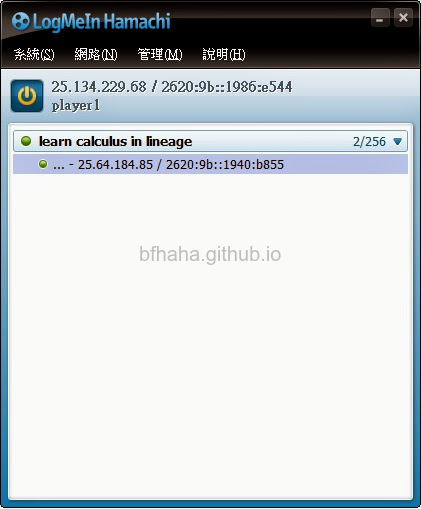 LogMeIn Hamachi
系統(S) 網路(N) 管理(M) 說明(H)
25.134.229.68 / 2620:9b::1986:e544
player1
learn calculus in lineage 2/256
... - 25.64.184.85 / 2620:9b::1940:b855
bfhaha.github.io